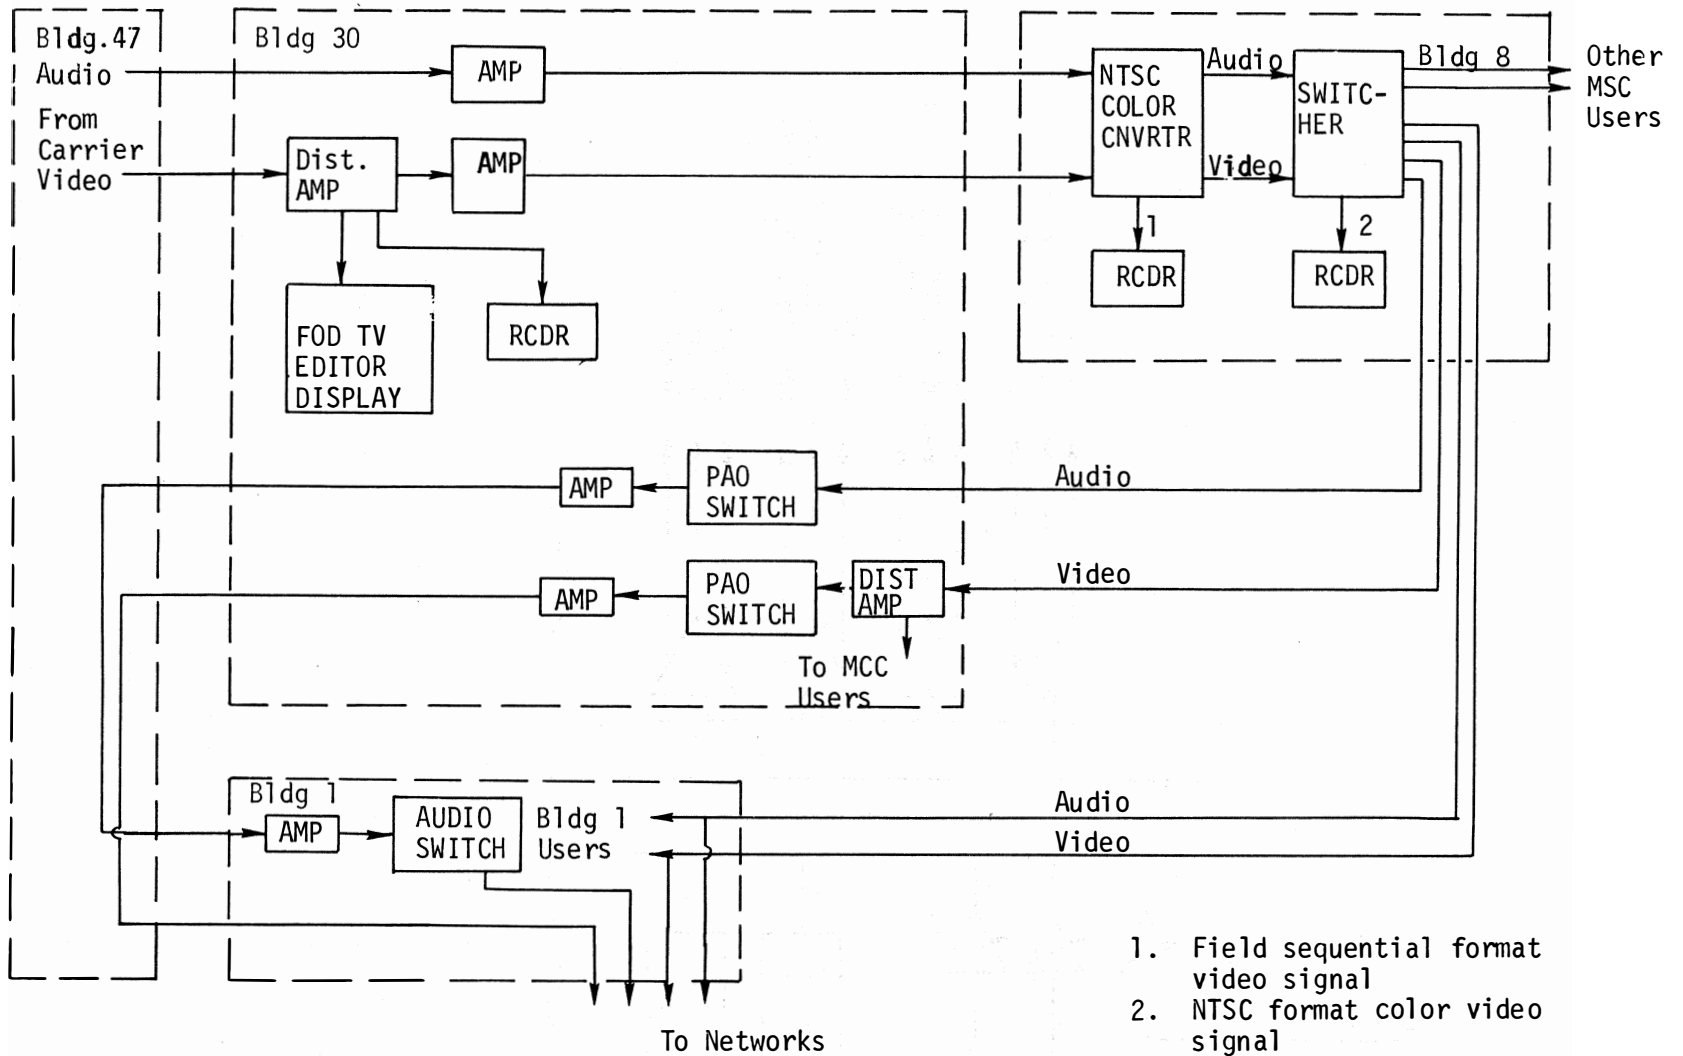 Bldg.47
Audio
From
Carrier
Video
Bldg 30
AMP
Dist.
AMP
AMP
FOD TV
EDITOR
DISPLAY
RCDR
NTSC
COLOR
CNVRTR
Audio
Video
SWITC-
HER
Bldg 8
Other
MSC
Users
1
RCDR
2
RCDR
AMP
PAO
SWITCH
Audio
AMP
PAO
SWITCH
DIST
AMP
Video
To MCC
Users
Bldg 1
AMP
AUDIO
SWITCH
Bldg 1
Users
Audio
Video
To Networks
1. Field sequential format
video signal
2. NTSC format color video
signal